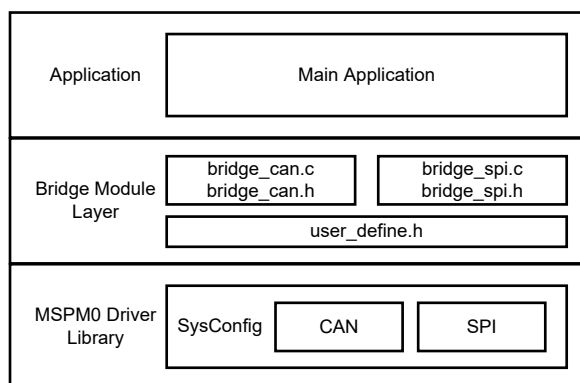 Application
Main Application
Bridge Module
Layer
bridge_can.c
bridge_can.h
bridge_spi.c
bridge_spi.h
user_define.h
MSPM0 Driver
Library
SysConfig
CAN
SPI